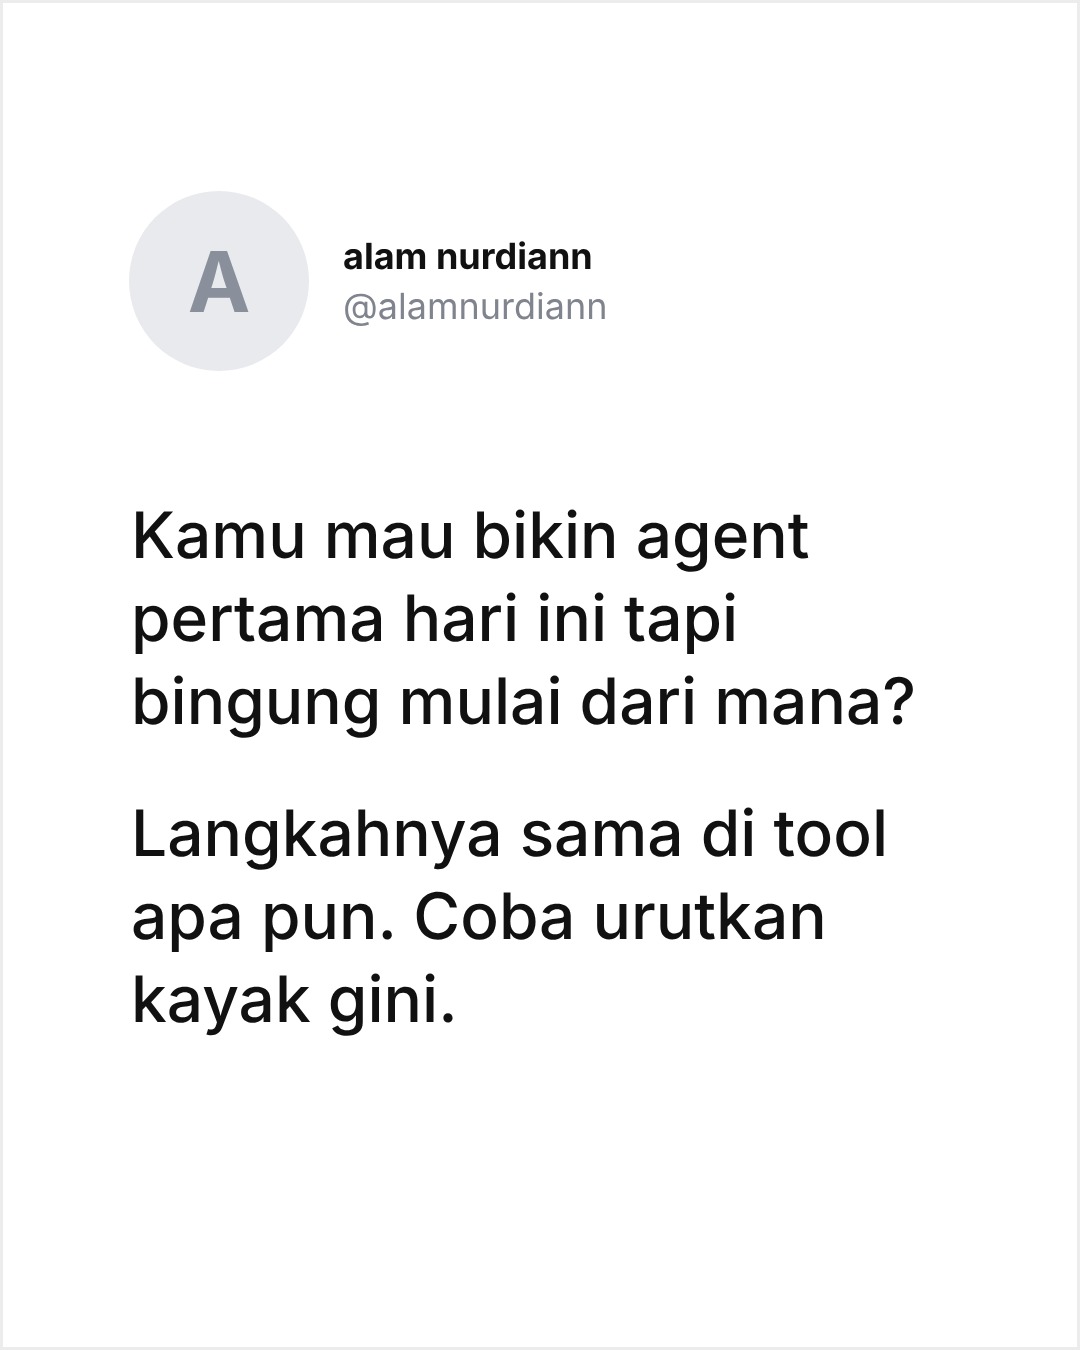 A
alam nurdiann
@alamnurdiann
Kamu mau bikin agent
pertama hari ini tapi
bingung mulai dari mana?
Langkahnya sama di tool
apa pun. Coba urutkan
kayak gini.